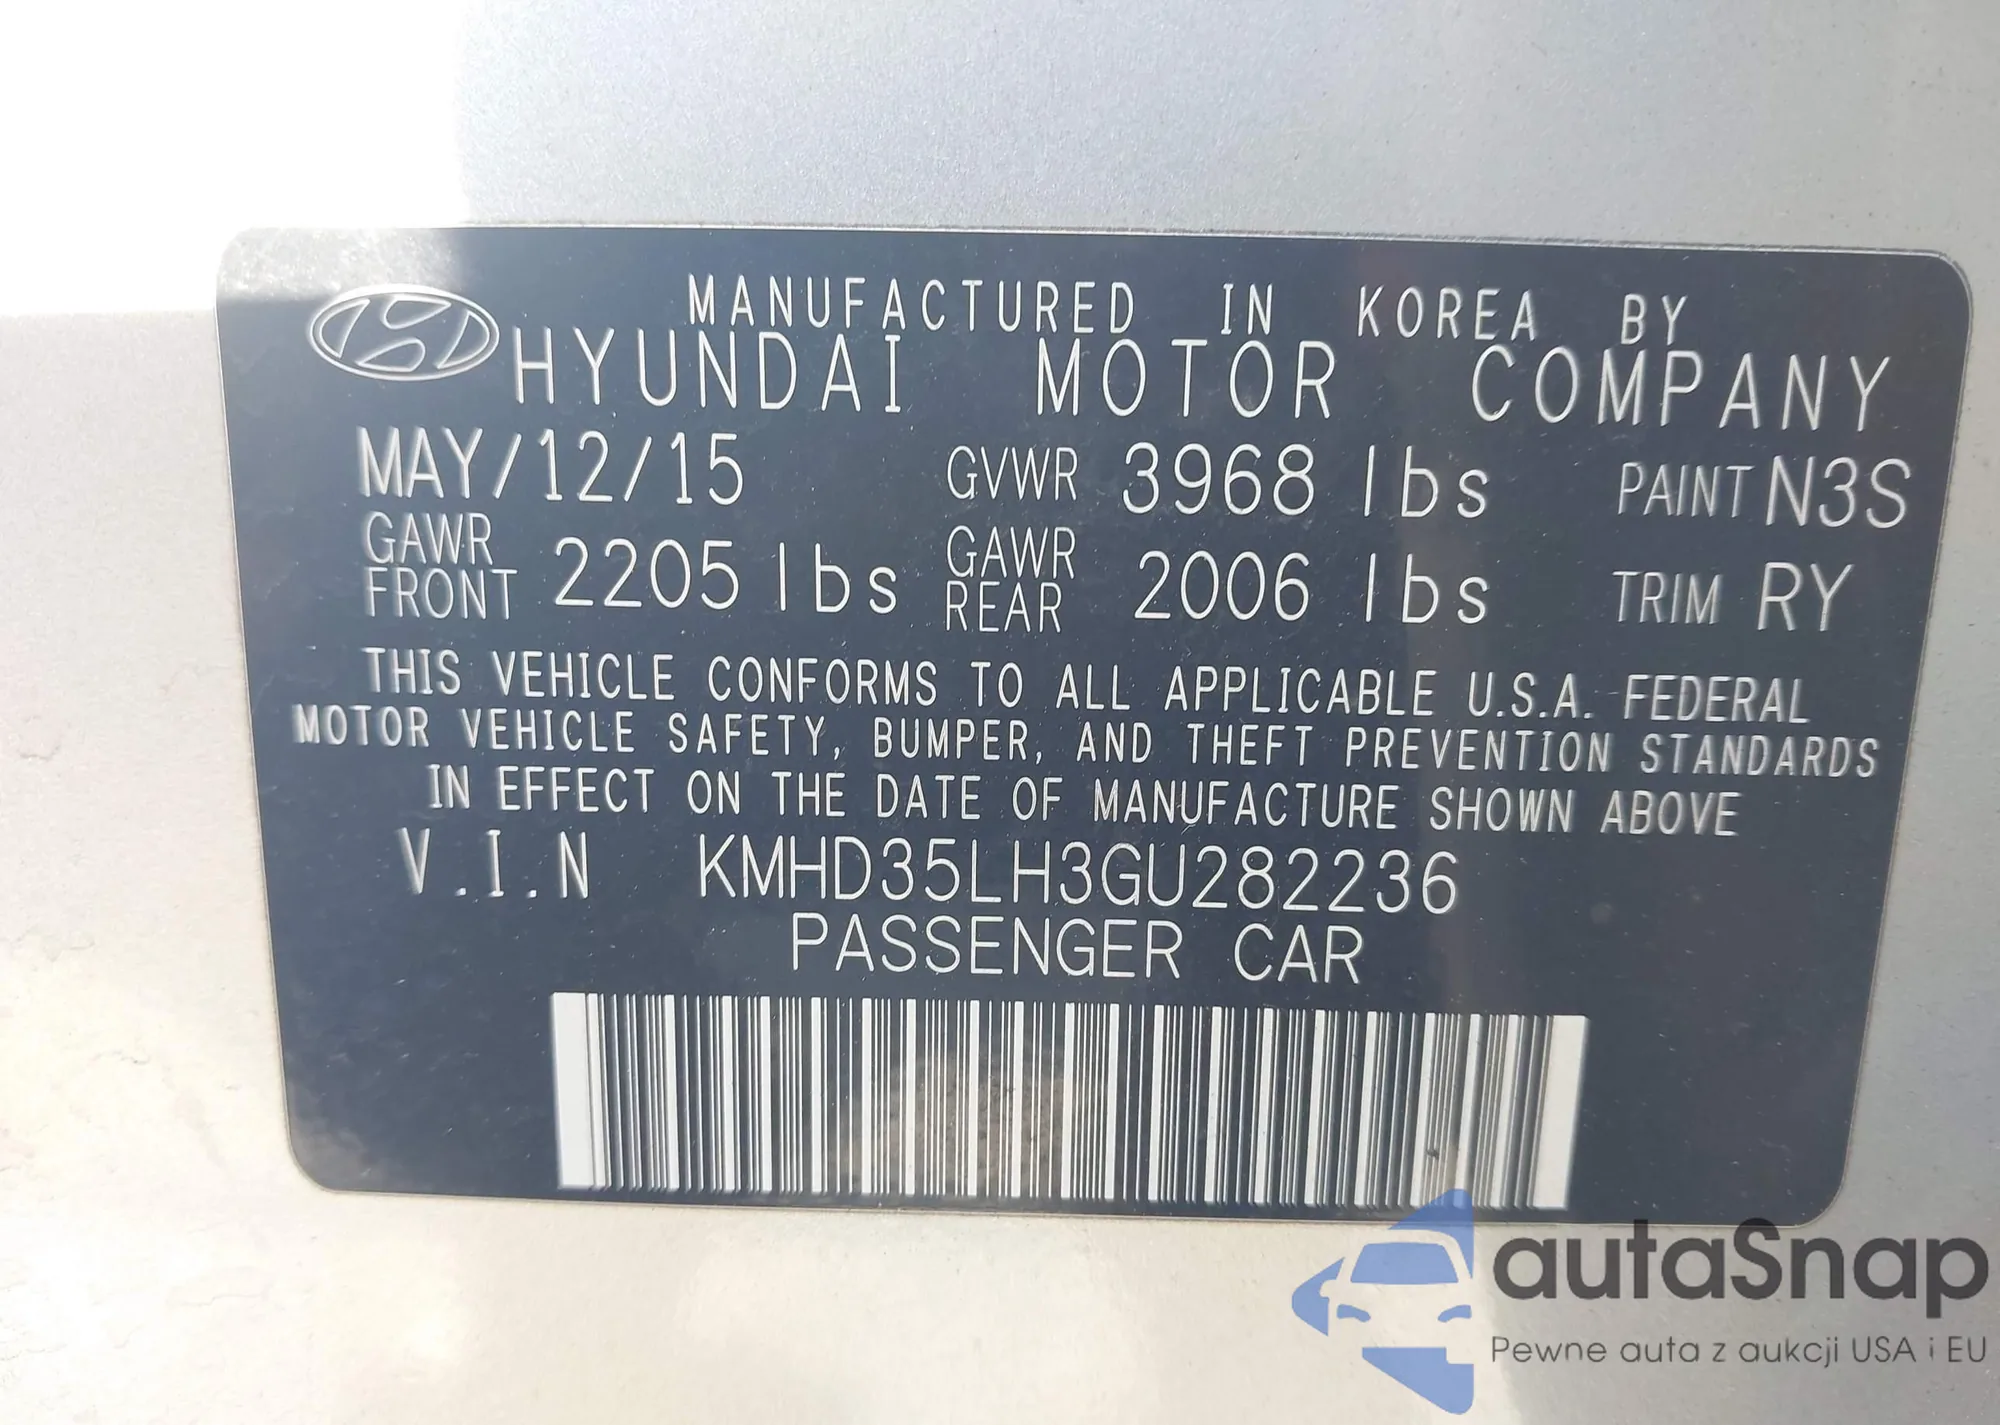 MANUFACTURED IN KOREA BY
HYUNDAI MOTOR COMPANY
MAY/12/15 GVWR 3968 lbs PAINT N3S
GAWR FRONT 2205 lbs GAWR REAR 2006 lbs TRIM RY
THIS VEHICLE CONFORMS TO ALL APPLICABLE U.S.A. FEDERAL
MOTOR VEHICLE SAFETY, BUMPER, AND THEFT PREVENTION STANDARDS
IN EFFECT ON THE DATE OF MANUFACTURE SHOWN ABOVE
V.I.N KMHD35LH3GU282236
PASSENGER CAR
autaSnap
Pewne auta z aukcji USA i EU